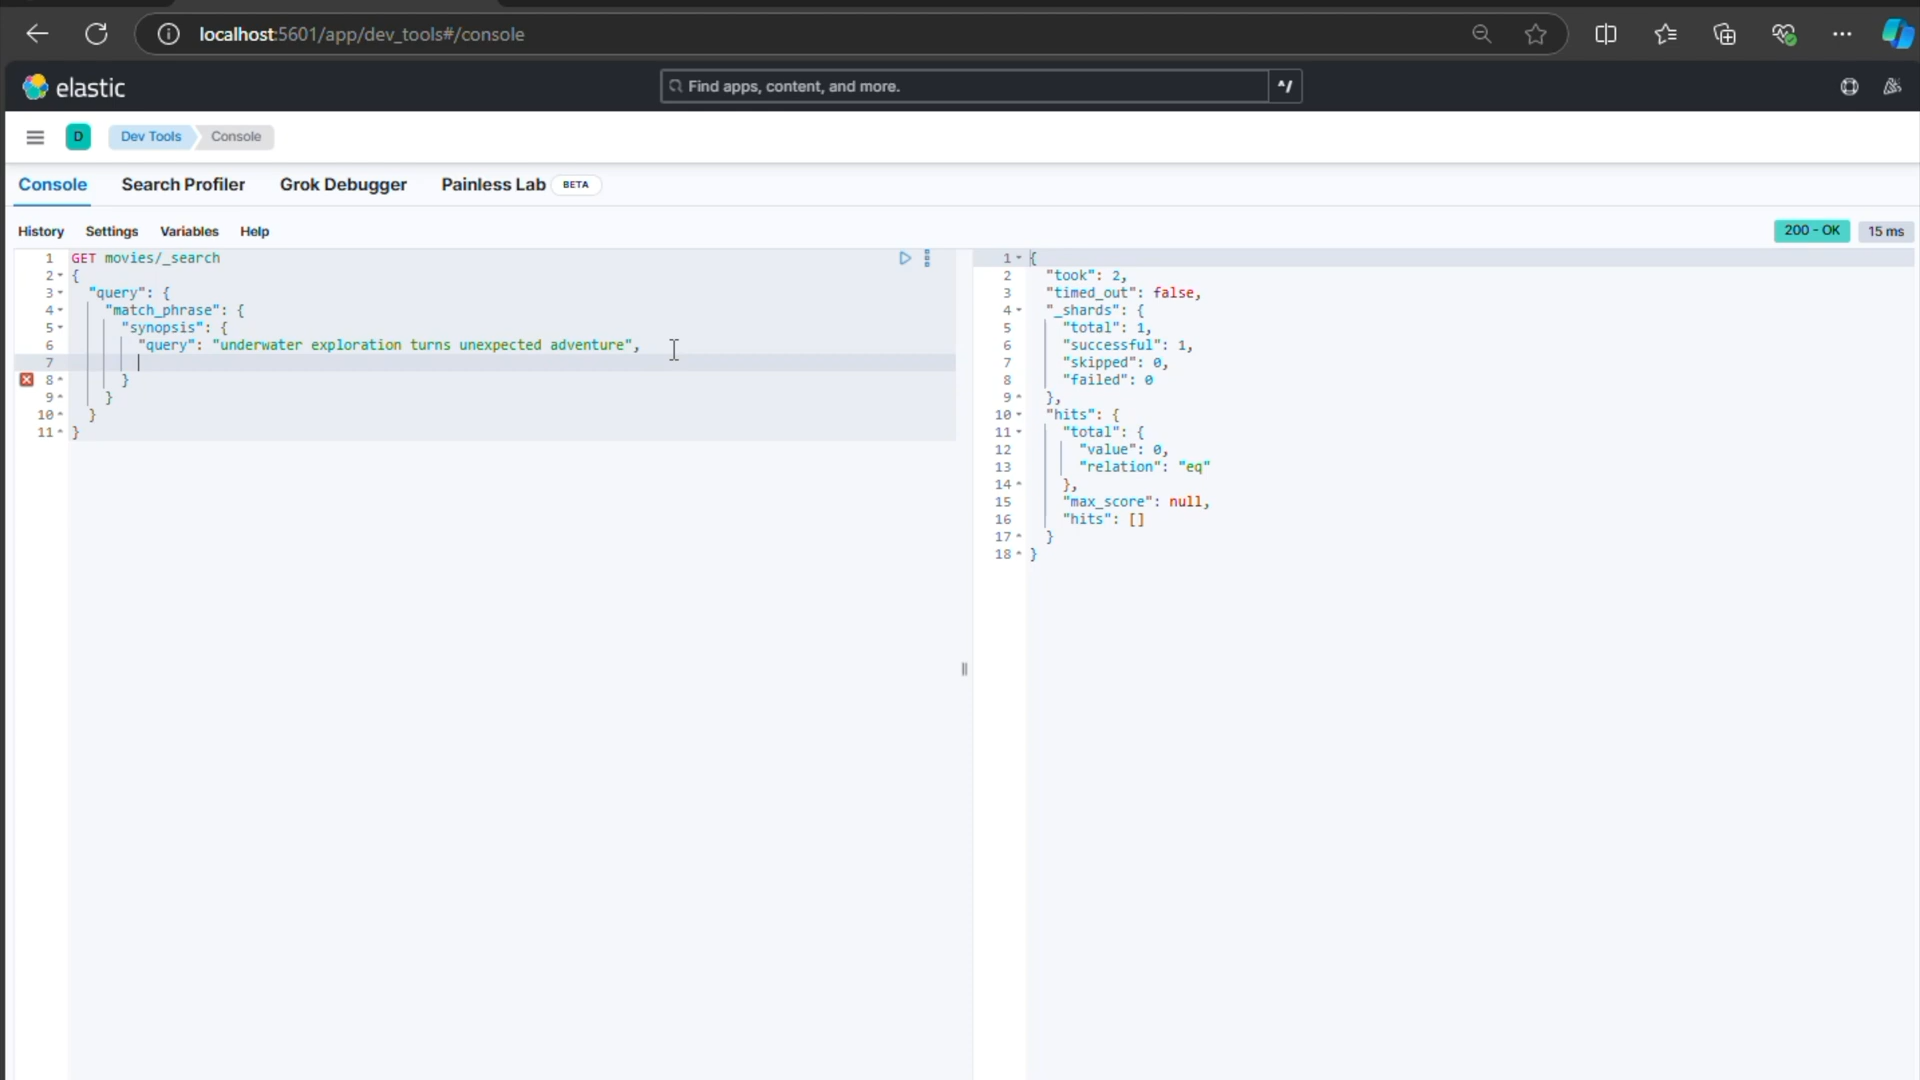 localhost:5601/app/dev_tools#/console
elastic
Find apps, content, and more.
^/
D
Dev Tools
Console
Console
Search Profiler
Grok Debugger
Painless Lab
BETA
History
Settings
Variables
Help
200 - OK
15 ms
1 GET movies/_search
2 {
3 "query": {
4 "match_phrase": {
5 "synopsis": {
6 "query": "underwater exploration turns unexpected adventure",
7
8 }
9 }
10 }
11 }
1 {
2 "took": 2,
3 "timed_out": false,
4 "_shards": {
5 "total": 1,
6 "successful": 1,
7 "skipped": 0,
8 "failed": 0
9 },
10 "hits": {
11 "total": {
12 "value": 0,
13 "relation": "eq"
14 },
15 "max_score": null,
16 "hits": []
17 }
18 }